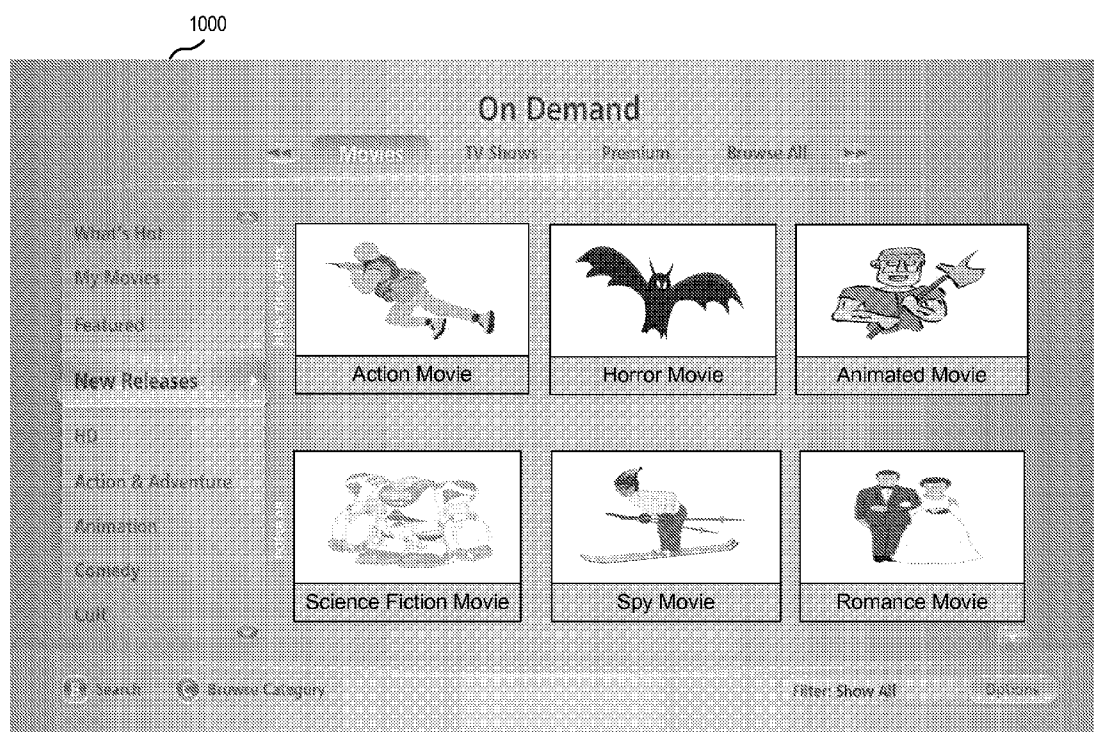 1000
On Demand
Movies TV Shows Premium Browse All
What's Hot
My Movies
Featured
New Releases
HD
Action & Adventure
Animation
Comedy
Cult
Action Movie Horror Movie Animated Movie
Science Fiction Movie Spy Movie Romance Movie
Search Browse Category Filter: Show All Options